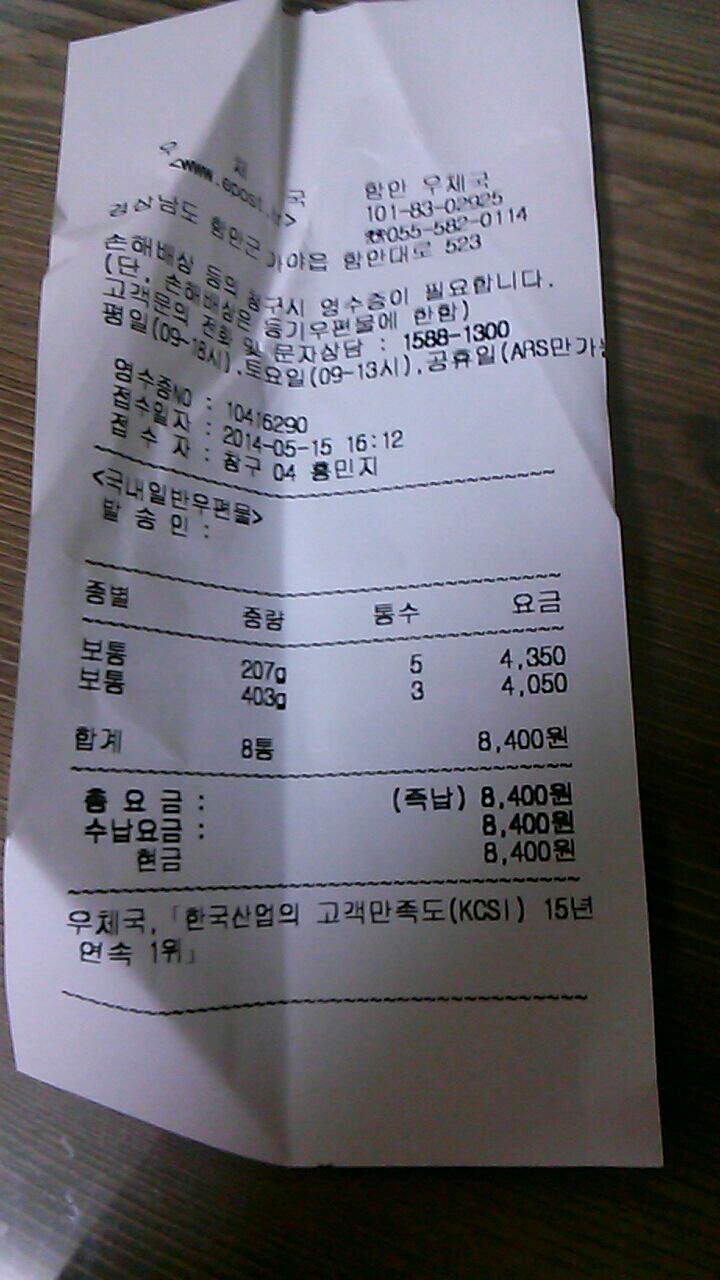 우체국 함안 우체국
<www.epost.kr> 101-83-02925
☎055-582-0114
경상남도 함안군 가야읍 함안대로 523
손해배상 등의 청구시 영수증이 필요합니다.
(단, 손해배상은 등기우편물에 한함)
고객문의 전화 및 문자상담 : 1588-1300
평일(09-18시),토요일(09-13시),공휴일(ARS만가능
영수증NO : 10416290
접수일자 : 2014-05-15 16:12
접 수 자 : 창구 04 홍민지
<국내일반우편물>
발 송 인 :
종별 중량 통수 요금
보통 207g 5 4,350
보통 403g 3 4,050
합계 8통 8,400원
총 요 금 : (즉납) 8,400원
수납요금 : 8,400원
현금 8,400원
우체국,「한국산업의 고객만족도(KCSI) 15년
연속 1위」